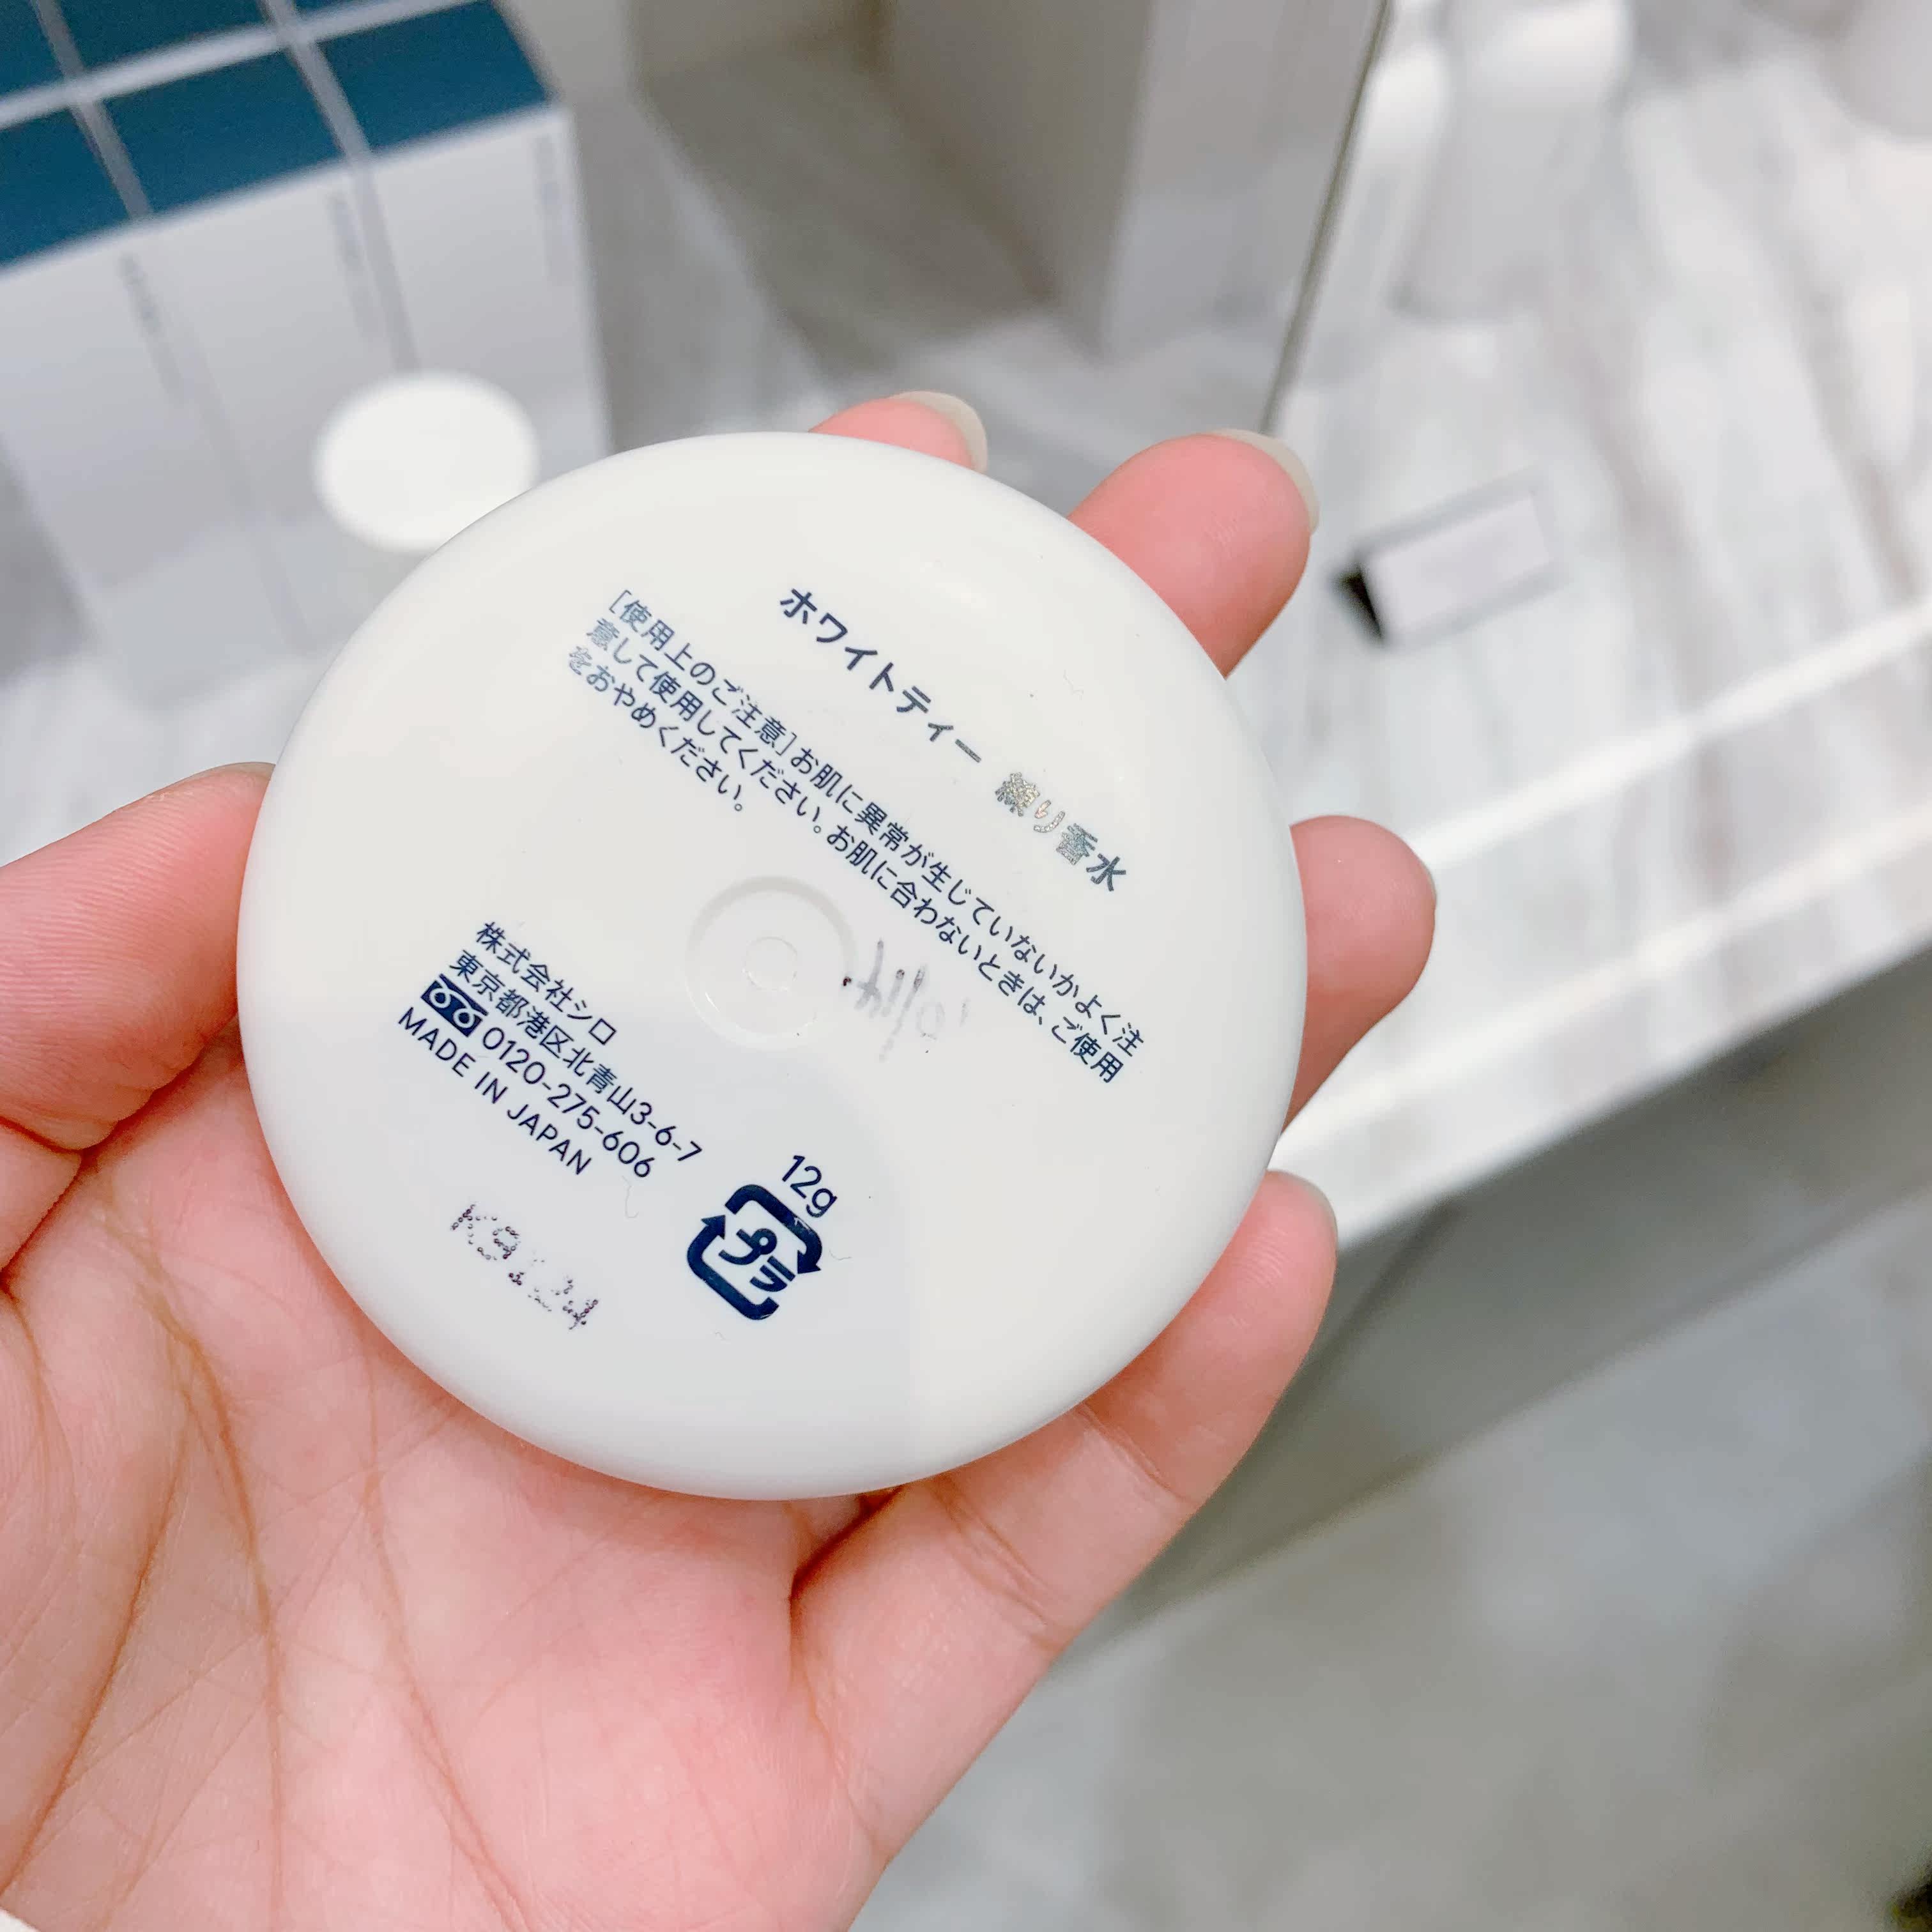 ホワイトティー 練り香水
[使用上のご注意]お肌に異常が生じていないかよく注
意して使用してください。お肌に合わないときは、ご使用
をおやめください。
株式会社シロ
東京都港区北青山3-6-7
0120-275-606
MADE IN JAPAN
12g
プラ